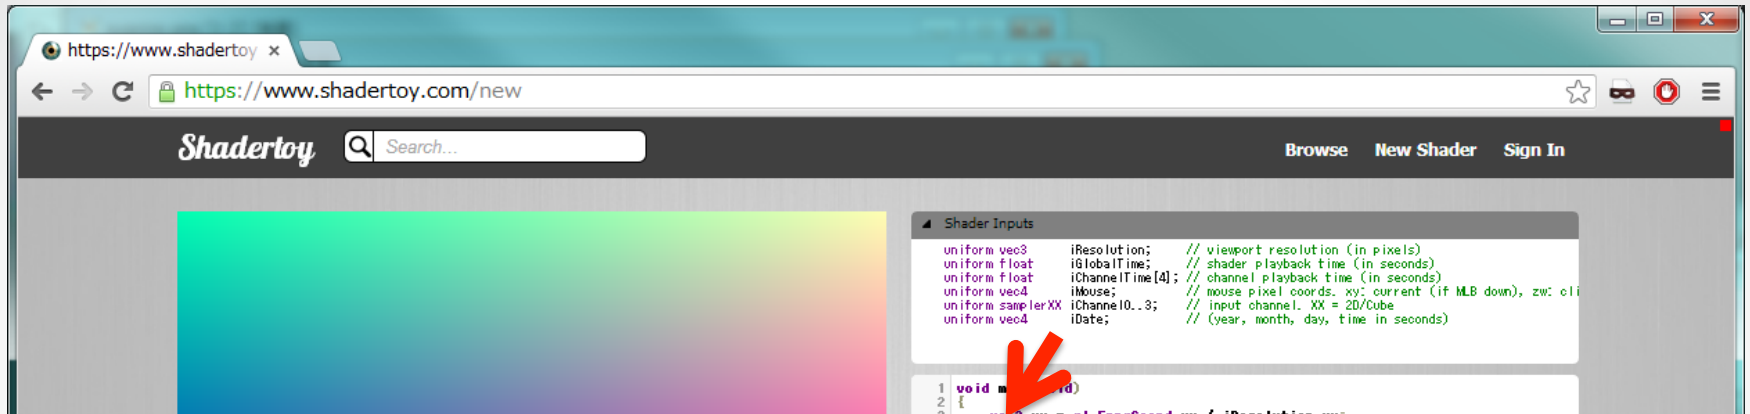 https://www.shadertoy
https://www.shadertoy.com/new
Shadertoy Search... Browse New Shader Sign In
Shader Inputs
uniform vec3 iResolution; // viewport resolution (in pixels)
uniform float iGlobalTime; // shader playback time (in seconds)
uniform float iChannelTime[4]; // channel playback time (in seconds)
uniform vec4 iMouse; // mouse pixel coords. xy: current (if MLB down), zw: cli
uniform samplerXX iChannel0..3; // input channel. XX = 2D/Cube
uniform vec4 iDate; // (year, month, day, time in seconds)
1 void
2 {